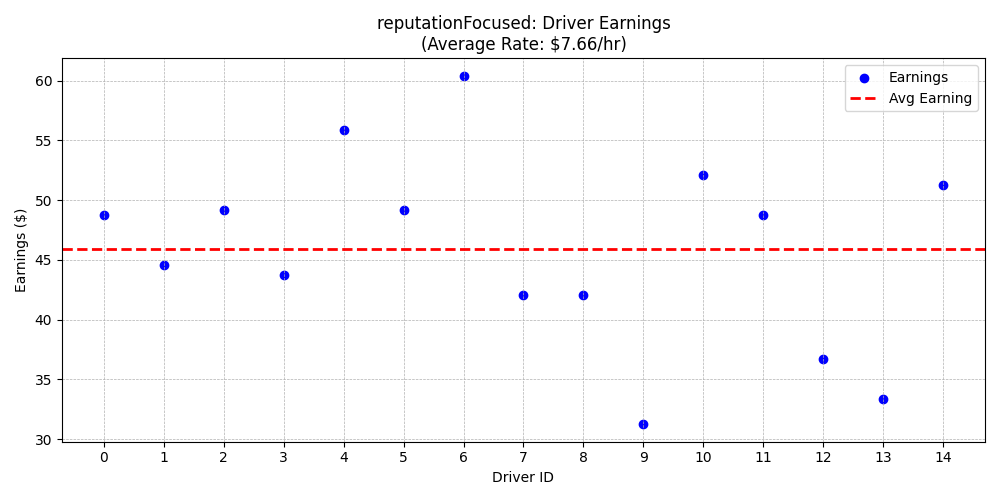 reputationFocused: Driver Earnings
(Average Rate: $7.66/hr)
Earnings
Avg Earning
Earnings ($)
60
55
50
45
40
35
30
0 1 2 3 4 5 6 7 8 9 10 11 12 13 14
Driver ID